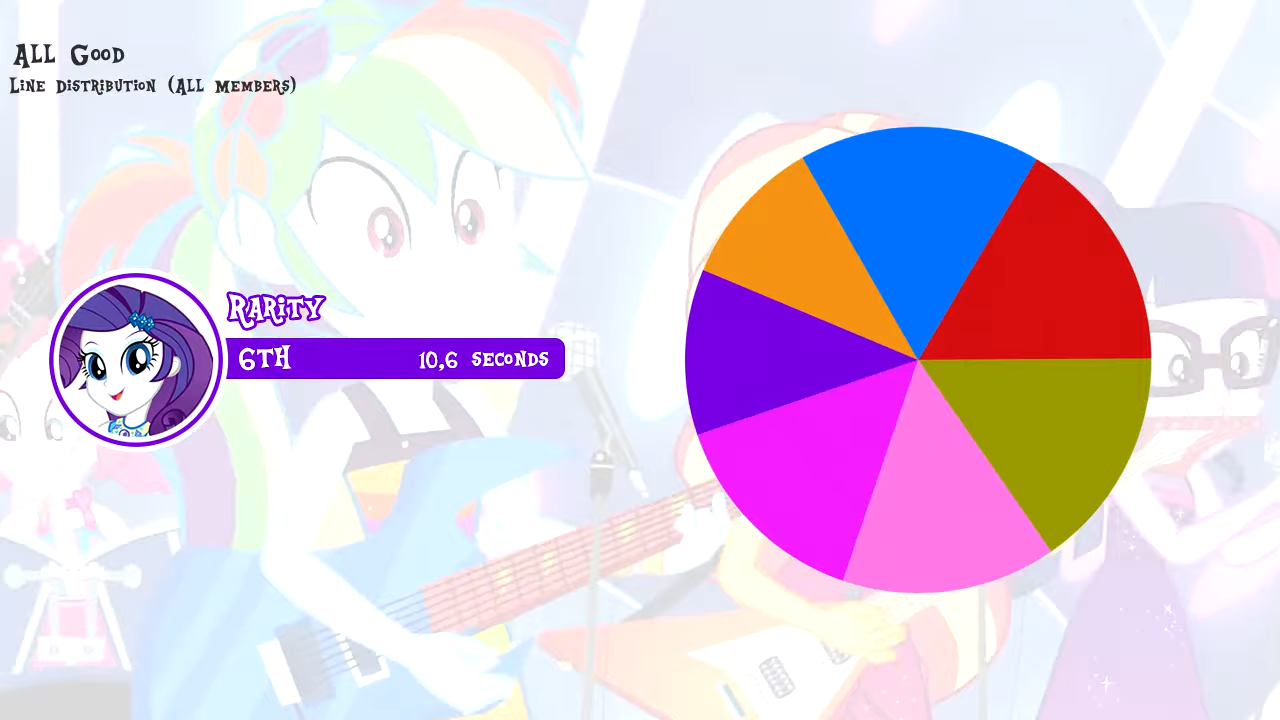 All Good
Line Distribution (All Members)
Rarity
6th
10,6 seconds